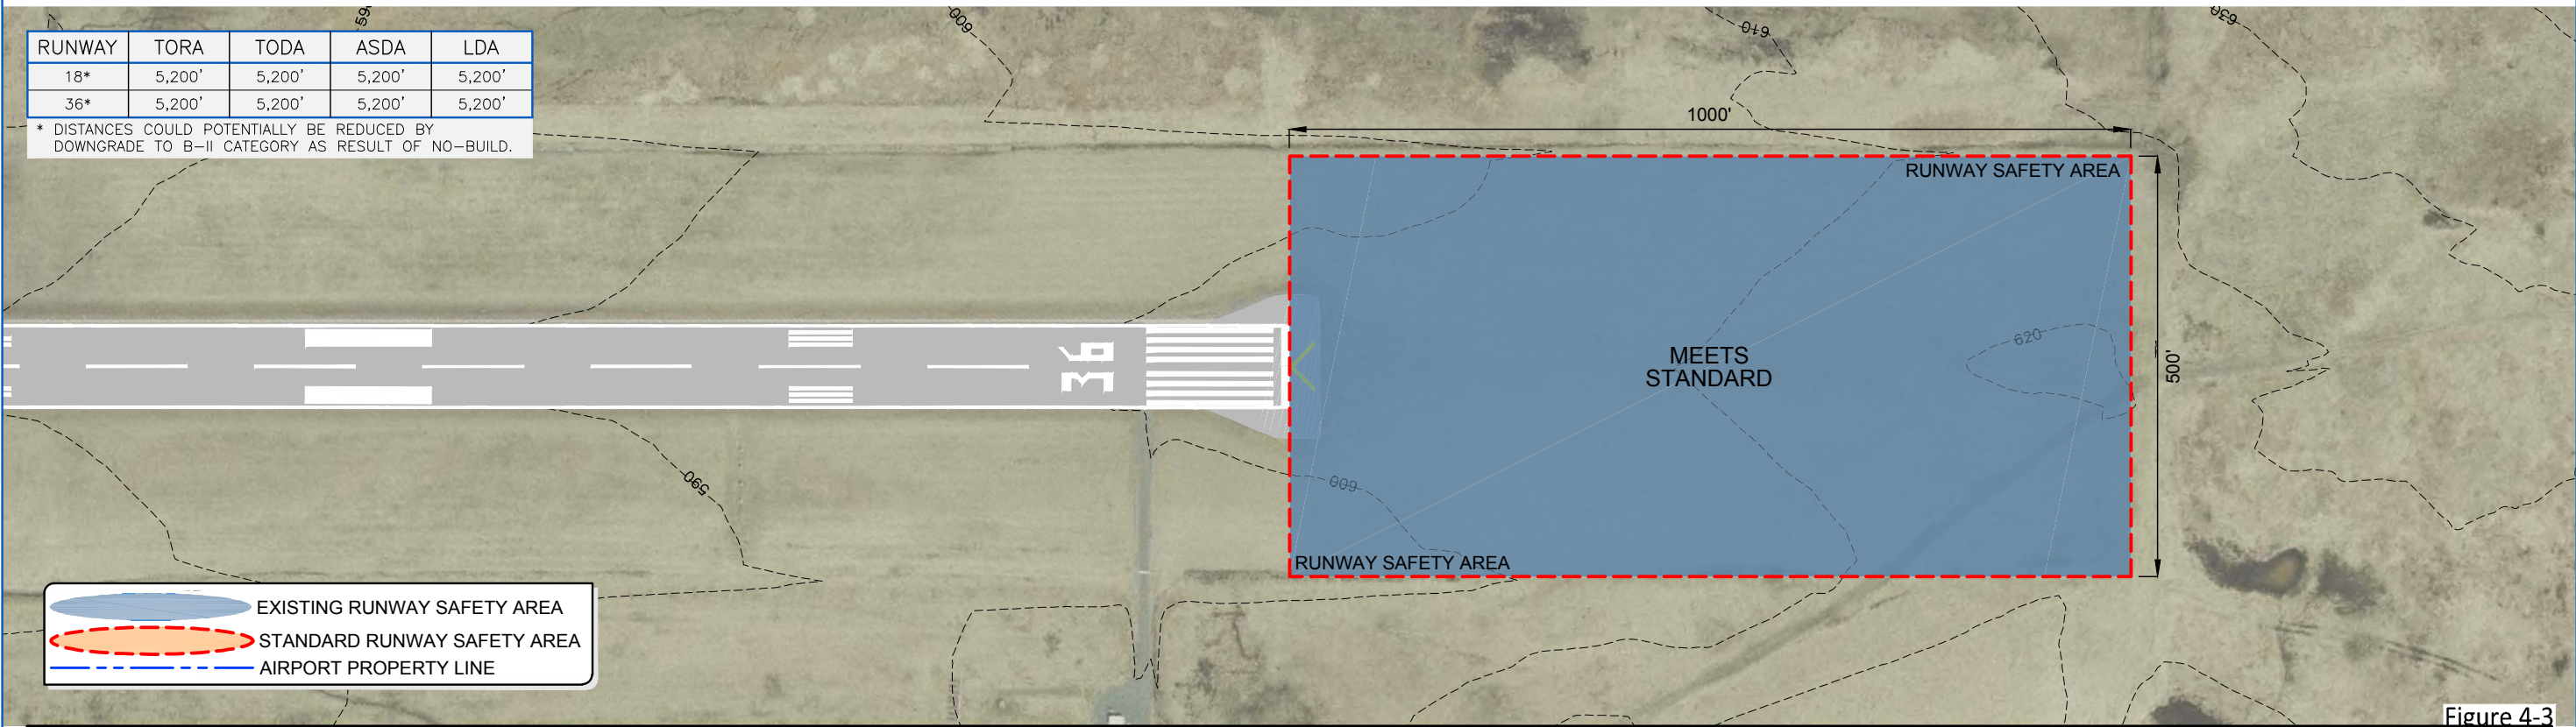 RUNWAY TORA TODA ASDA LDA
18* 5,200' 5,200' 5,200' 5,200'
36* 5,200' 5,200' 5,200' 5,200'
* DISTANCES COULD POTENTIALLY BE REDUCED BY
DOWNGRADE TO B-II CATEGORY AS RESULT OF NO-BUILD.
600
610
630
1000'
RUNWAY SAFETY AREA
620
MEETS
STANDARD
500'
36
590
600
RUNWAY SAFETY AREA
EXISTING RUNWAY SAFETY AREA
STANDARD RUNWAY SAFETY AREA
AIRPORT PROPERTY LINE
Figure 4-3